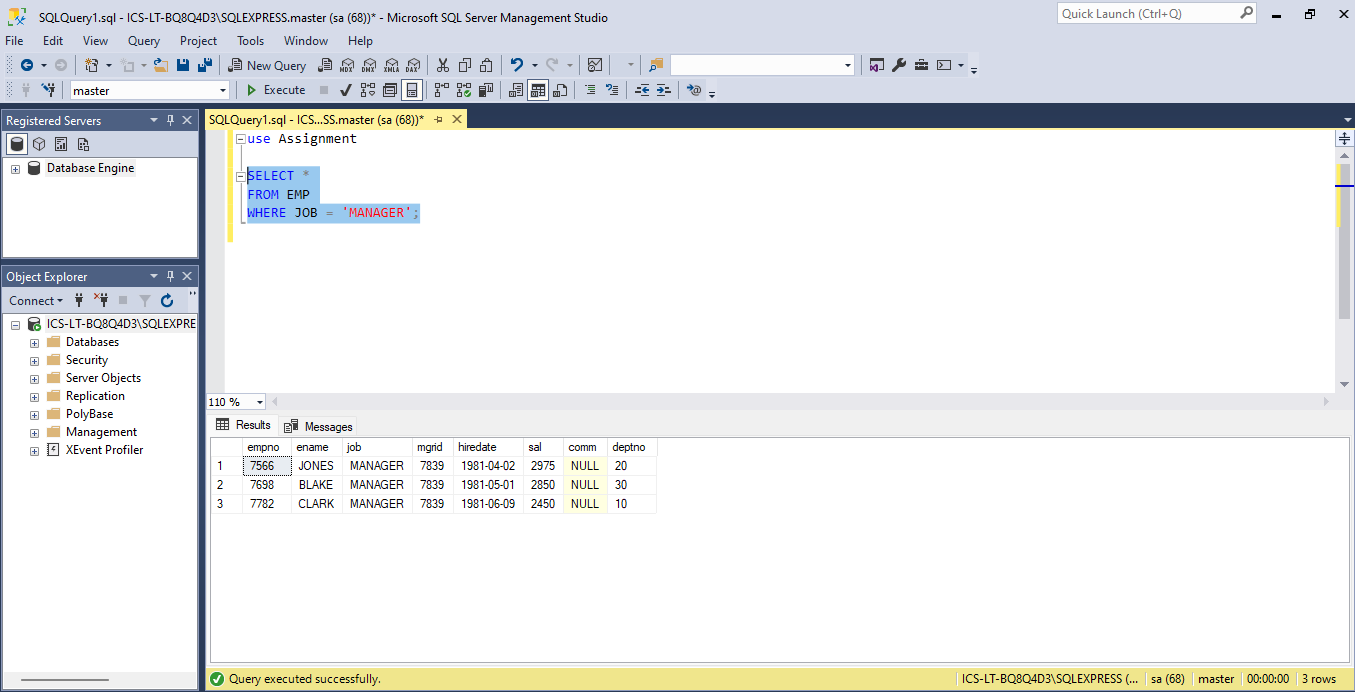 SQLQuery1.sql - ICS-LT-BQ8Q4D3\SQLEXPRESS.master (sa (68))* - Microsoft SQL Server Management Studio
Quick Launch (Ctrl+Q)
File Edit View Query Project Tools Window Help
New Query MDX DMX XMLA DAX
master Execute
Registered Servers
Database Engine
Object Explorer
Connect
ICS-LT-BQ8Q4D3\SQLEXPRE
Databases
Security
Server Objects
Replication
PolyBase
Management
XEvent Profiler
SQLQuery1.sql - ICS...SS.master (sa (68))*
use Assignment
SELECT *
FROM EMP
WHERE JOB = 'MANAGER';
110 %
Results Messages
empno ename job mgrid hiredate sal comm deptno
1 7566 JONES MANAGER 7839 1981-04-02 2975 NULL 20
2 7698 BLAKE MANAGER 7839 1981-05-01 2850 NULL 30
3 7782 CLARK MANAGER 7839 1981-06-09 2450 NULL 10
Query executed successfully.
ICS-LT-BQ8Q4D3\SQLEXPRESS (... sa (68) master 00:00:00 3 rows